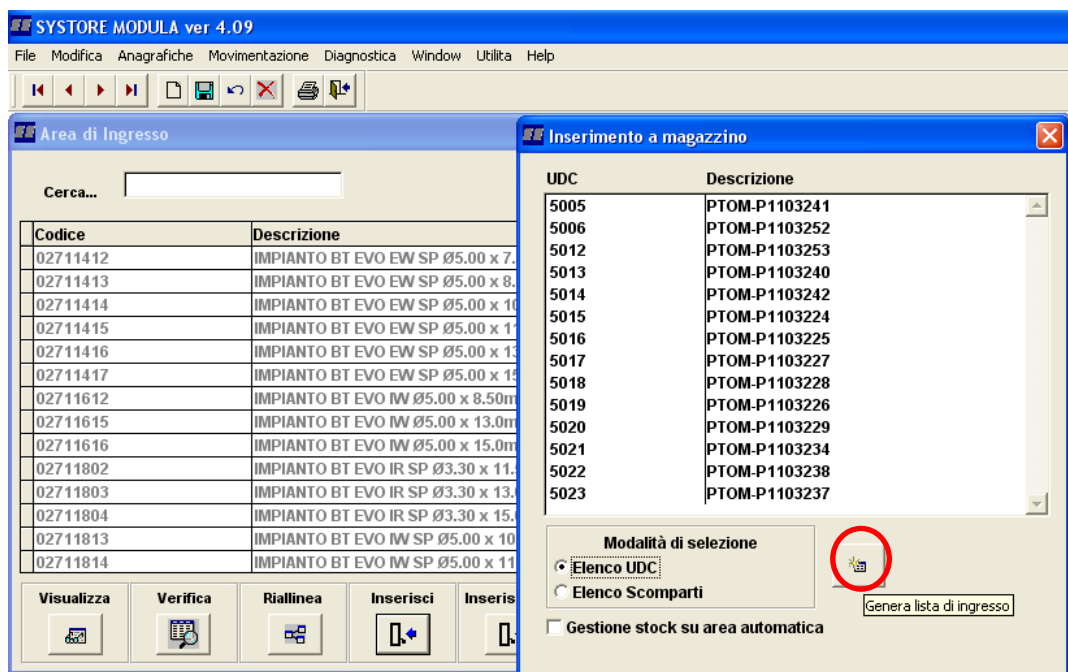 SYSTORE MODULA ver 4.09
File Modifica Anagrafiche Movimentazione Diagnostica Window Utilita Help
Area di Ingresso
Cerca...
Codice Descrizione
02711412 IMPIANTO BT EVO EW SP Ø5.00 x 7.
02711413 IMPIANTO BT EVO EW SP Ø5.00 x 8.
02711414 IMPIANTO BT EVO EW SP Ø5.00 x 10
02711415 IMPIANTO BT EVO EW SP Ø5.00 x 11
02711416 IMPIANTO BT EVO EW SP Ø5.00 x 13
02711417 IMPIANTO BT EVO EW SP Ø5.00 x 15
02711612 IMPIANTO BT EVO IW Ø5.00 x 8.50m
02711615 IMPIANTO BT EVO IW Ø5.00 x 13.0m
02711616 IMPIANTO BT EVO IW Ø5.00 x 15.0m
02711802 IMPIANTO BT EVO IR SP Ø3.30 x 11.
02711803 IMPIANTO BT EVO IR SP Ø3.30 x 13.
02711804 IMPIANTO BT EVO IR SP Ø3.30 x 15.
02711813 IMPIANTO BT EVO IW SP Ø5.00 x 10
02711814 IMPIANTO BT EVO IW SP Ø5.00 x 11
Visualizza Verifica Riallinea Inserisci Inseris
Inserimento a magazzino
UDC Descrizione
5005 PTOM-P1103241
5006 PTOM-P1103252
5012 PTOM-P1103253
5013 PTOM-P1103240
5014 PTOM-P1103242
5015 PTOM-P1103224
5016 PTOM-P1103225
5017 PTOM-P1103227
5018 PTOM-P1103228
5019 PTOM-P1103226
5020 PTOM-P1103229
5021 PTOM-P1103234
5022 PTOM-P1103238
5023 PTOM-P1103237
Modalità di selezione
Elenco UDC
Elenco Scomparti
Genera lista di ingresso
Gestione stock su area automatica